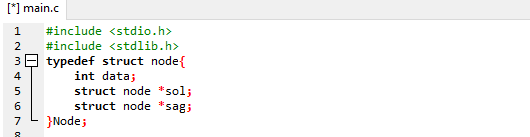 [*] main.c
1 #include <stdio.h>
2 #include <stdlib.h>
3 typedef struct node{
4 int data;
5 struct node *sol;
6 struct node *sag;
7 }Node;
8